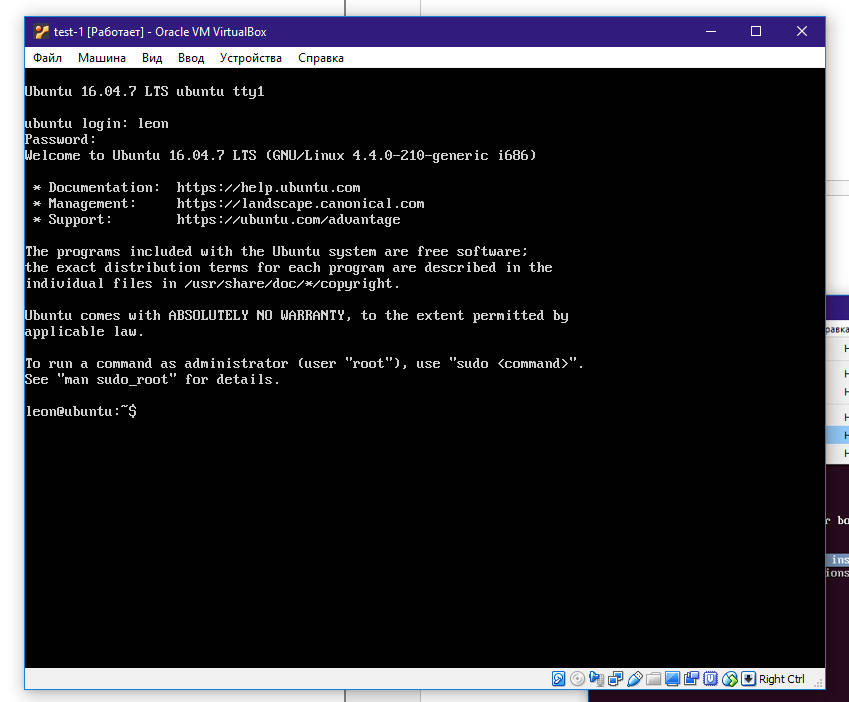 test-1 [Работает] - Oracle VM VirtualBox
Файл Машина Вид Ввод Устройства Справка
Ubuntu 16.04.7 LTS ubuntu tty1
ubuntu login: leon
Password:
Welcome to Ubuntu 16.04.7 LTS (GNU/Linux 4.4.0-210-generic i686)
* Documentation: https://help.ubuntu.com
* Management: https://landscape.canonical.com
* Support: https://ubuntu.com/advantage
The programs included with the Ubuntu system are free software;
the exact distribution terms for each program are described in the
individual files in /usr/share/doc/*/copyright.
Ubuntu comes with ABSOLUTELY NO WARRANTY, to the extent permitted by
applicable law.
To run a command as administrator (user "root"), use "sudo <command>".
See "man sudo_root" for details.
leon@ubuntu:~$
Right Ctrl